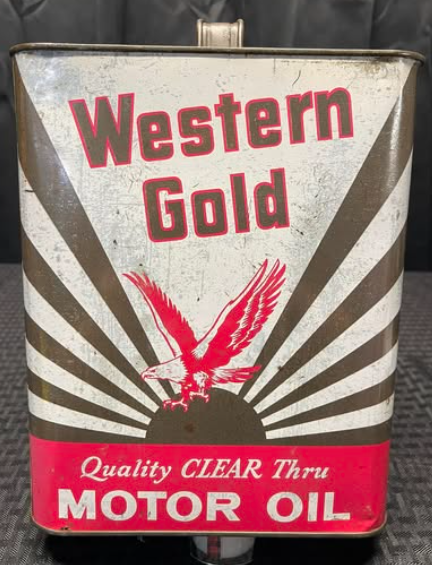 Western
Gold
Quality CLEAR Thru
MOTOR OIL